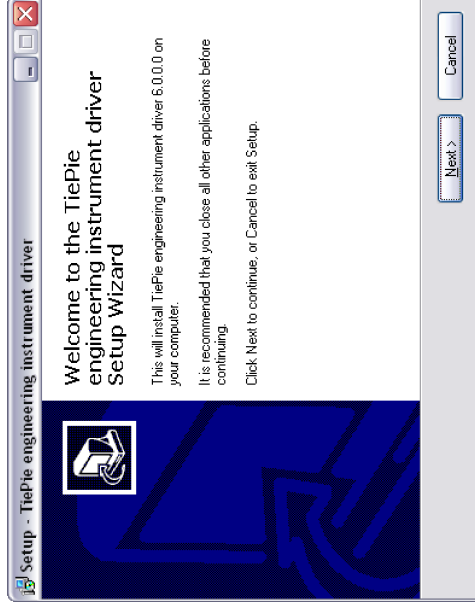 Setup - TiePie engineering instrument driver
Welcome to the TiePie
engineering instrument driver
Setup Wizard
This will install TiePie engineering instrument driver 6.0.0.0 on
your computer.
It is recommended that you close all other applications before
continuing.
Click Next to continue, or Cancel to exit Setup.
Next >
Cancel